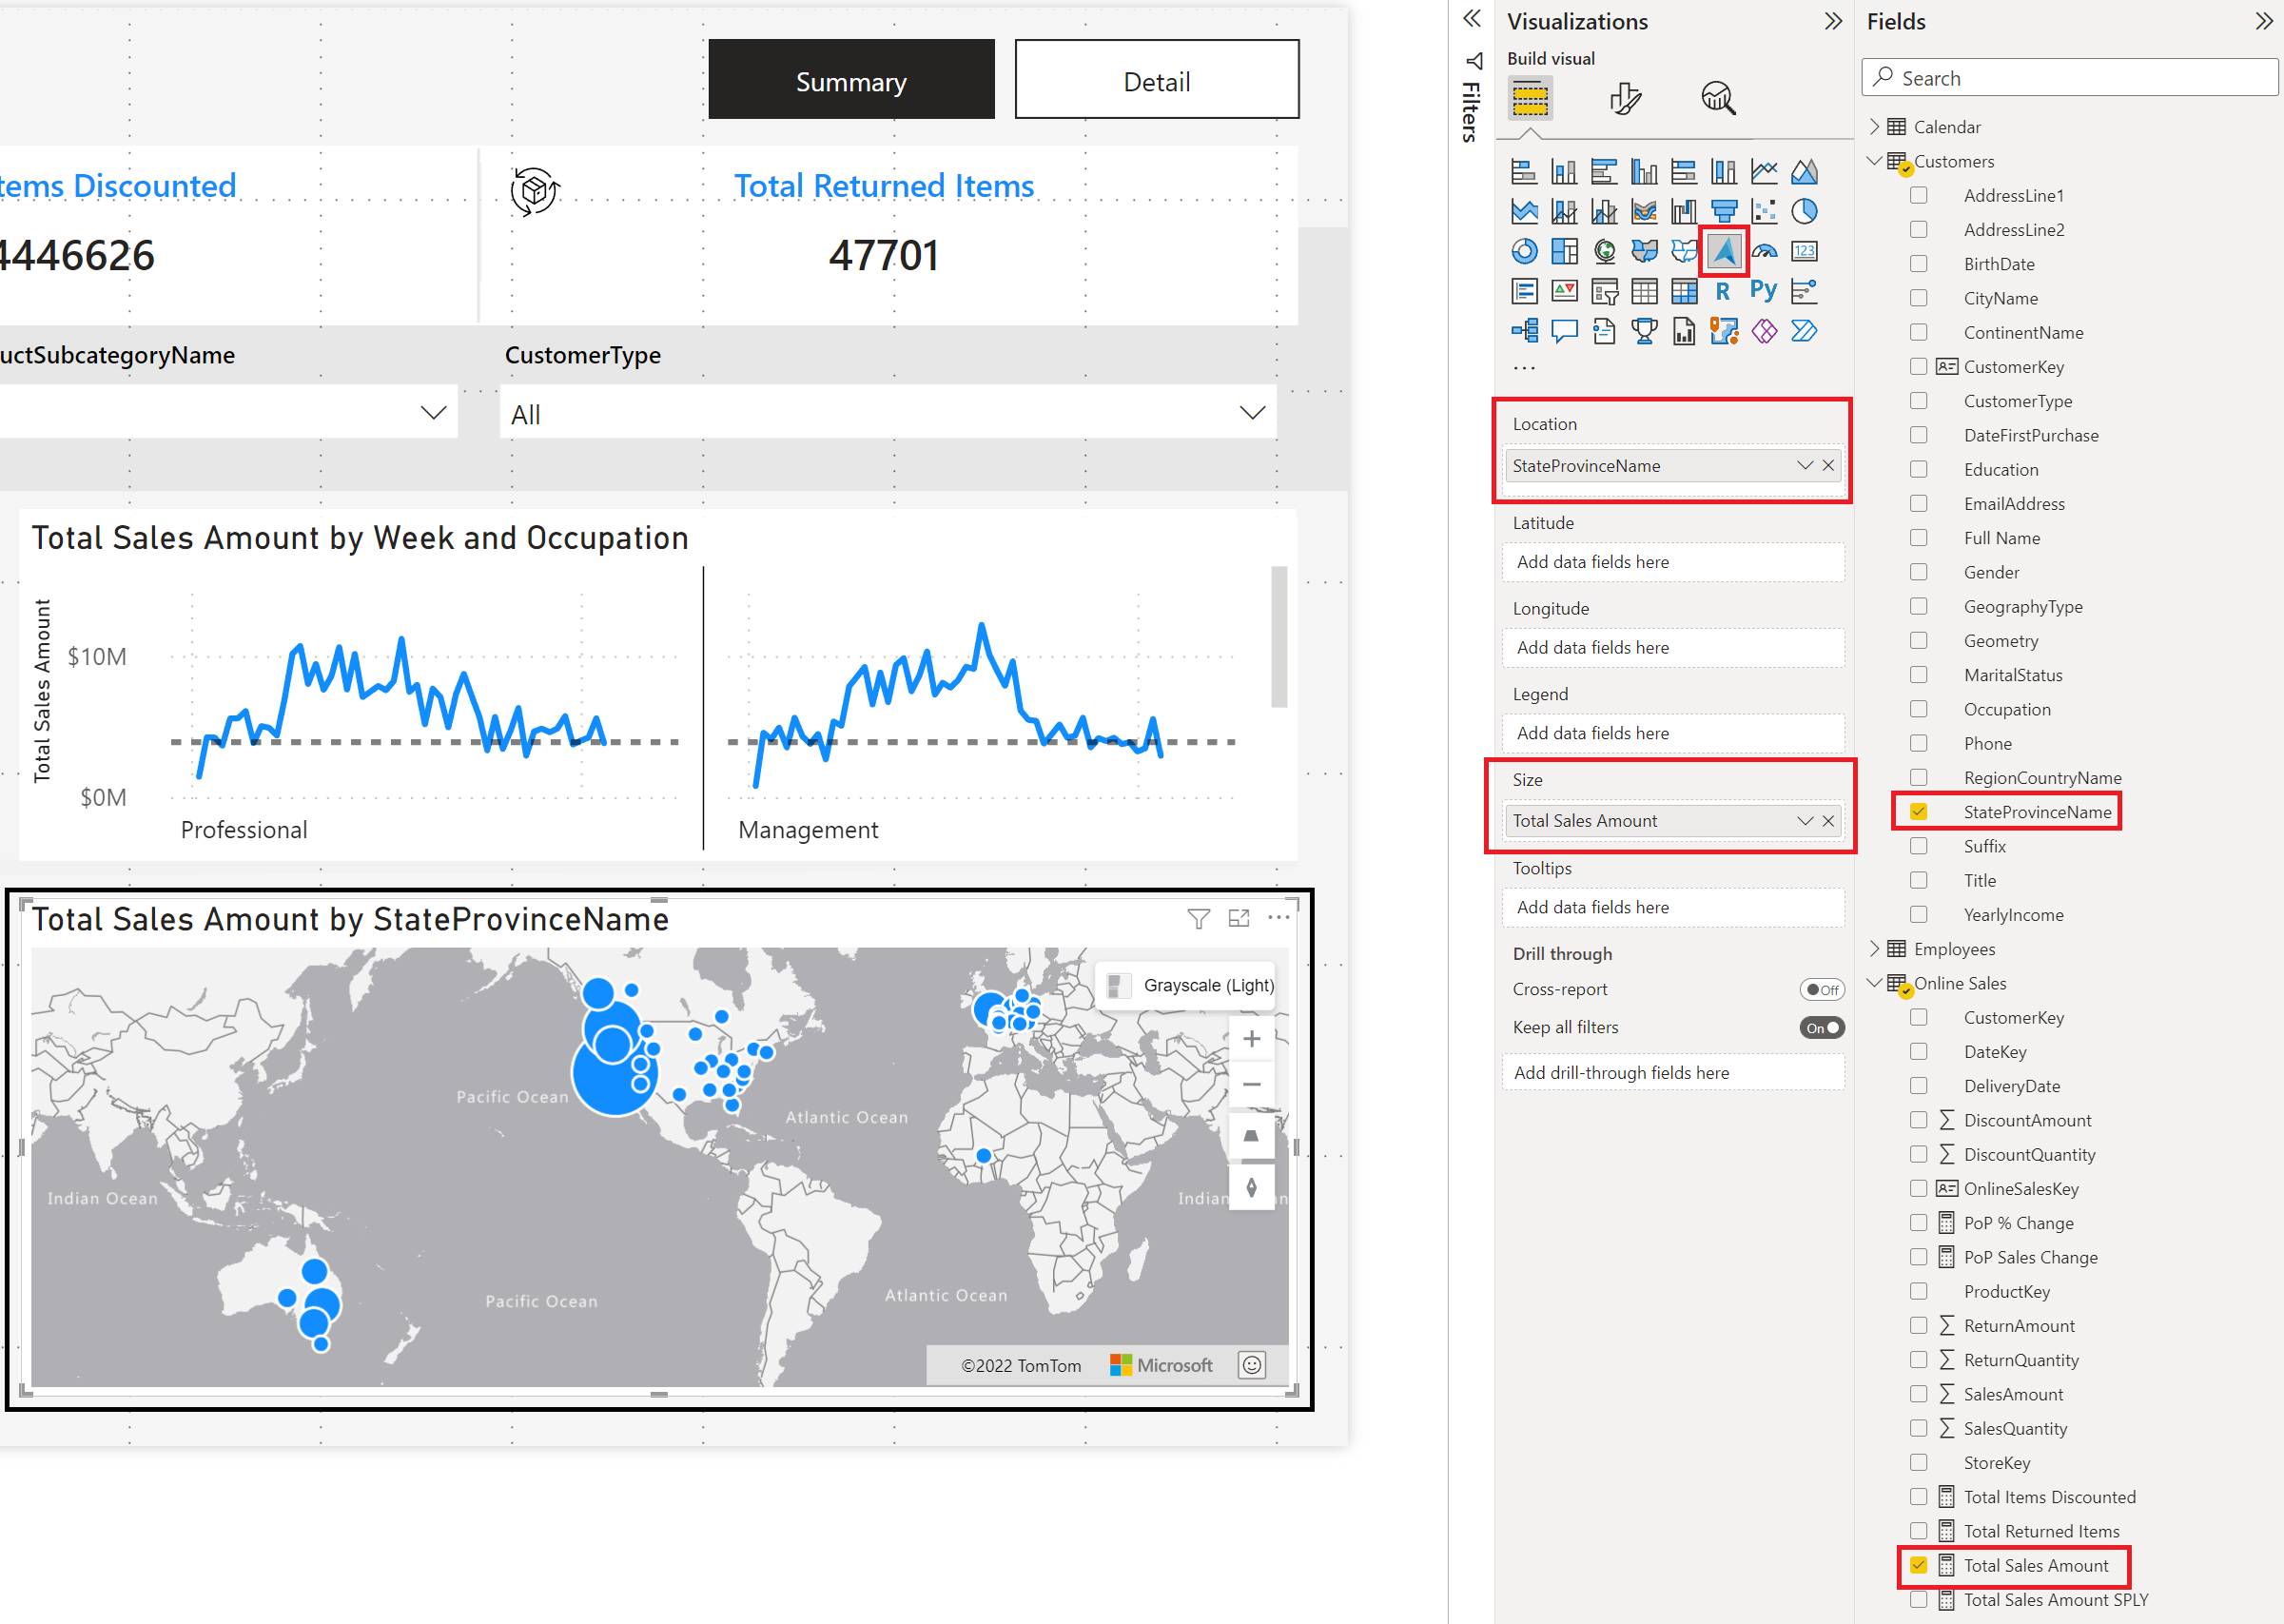 Summary
Detail
tems Discounted
4446626
Total Returned Items
47701
uctSubcategoryName
CustomerType
All
Total Sales Amount by Week and Occupation
Total Sales Amount
$10M
$0M
Professional
Management
Total Sales Amount by StateProvinceName
Grayscale (Light)
Pacific Ocean
Atlantic Ocean
Indian Ocean
Pacific Ocean
Atlantic Ocean
©2022 TomTom
Microsoft
Filters
Visualizations
Build visual
123
R
Py
...
Location
StateProvinceName
Latitude
Add data fields here
Longitude
Add data fields here
Legend
Add data fields here
Size
Total Sales Amount
Tooltips
Add data fields here
Drill through
Cross-report
Off
Keep all filters
On
Add drill-through fields here
Fields
Search
Calendar
Customers
AddressLine1
AddressLine2
BirthDate
CityName
ContinentName
CustomerKey
CustomerType
DateFirstPurchase
Education
EmailAddress
Full Name
Gender
GeographyType
Geometry
MaritalStatus
Occupation
Phone
RegionCountryName
StateProvinceName
Suffix
Title
YearlyIncome
Employees
Online Sales
CustomerKey
DateKey
DeliveryDate
DiscountAmount
DiscountQuantity
OnlineSalesKey
PoP % Change
PoP Sales Change
ProductKey
ReturnAmount
ReturnQuantity
SalesAmount
SalesQuantity
StoreKey
Total Items Discounted
Total Returned Items
Total Sales Amount
Total Sales Amount SPLY